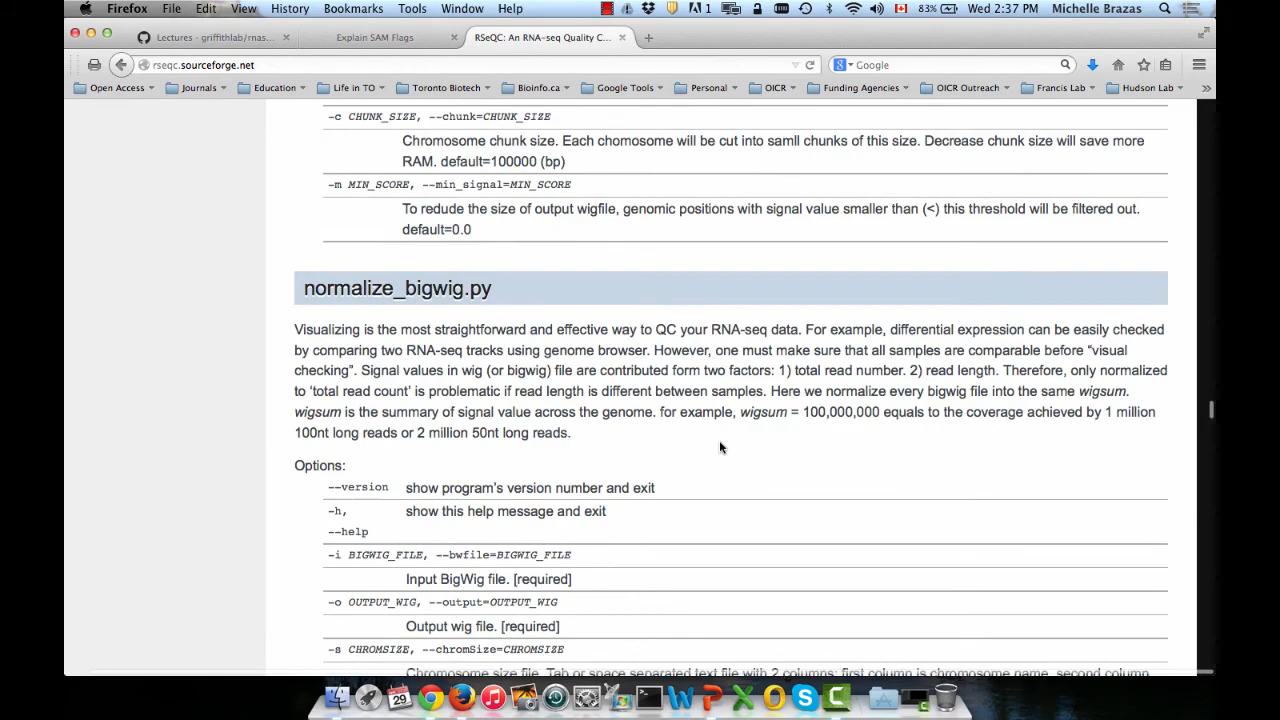 Firefox File Edit View History Bookmarks Tools Window Help 1 83% Wed 2:37 PM Michelle Brazas
Lectures - griffithlab/rnas... Explain SAM Flags RSeQC: An RNA-seq Quality C...
rseqc.sourceforge.net Google
Open Access Journals Education Life in TO Toronto Biotech Bioinfo.ca Google Tools Personal OICR Funding Agencies OICR Outreach Francis Lab Hudson Lab
-c CHUNK_SIZE, --chunk=CHUNK_SIZE
Chromosome chunk size. Each chomosome will be cut into samll chunks of this size. Decrease chunk size will save more
RAM. default=100000 (bp)
-m MIN_SCORE, --min_signal=MIN_SCORE
To redude the size of output wigfile, genomic positions with signal value smaller than (<) this threshold will be filtered out.
default=0.0
normalize_bigwig.py
Visualizing is the most straightforward and effective way to QC your RNA-seq data. For example, differential expression can be easily checked
by comparing two RNA-seq tracks using genome browser. However, one must make sure that all samples are comparable before “visual
checking”. Signal values in wig (or bigwig) file are contributed form two factors: 1) total read number. 2) read length. Therefore, only normalized
to ‘total read count’ is problematic if read length is different between samples. Here we normalize every bigwig file into the same wigsum.
wigsum is the summary of signal value across the genome. for example, wigsum = 100,000,000 equals to the coverage achieved by 1 million
100nt long reads or 2 million 50nt long reads.
Options:
--version show program’s version number and exit
-h, show this help message and exit
--help
-i BIGWIG_FILE, --bwfile=BIGWIG_FILE
Input BigWig file. [required]
-o OUTPUT_WIG, --output=OUTPUT_WIG
Output wig file. [required]
-s CHROMSIZE, --chromSize=CHROMSIZE
Chromosome size file. Tab or space separated text file with 2 columns: first column is chromosome name, second column
29